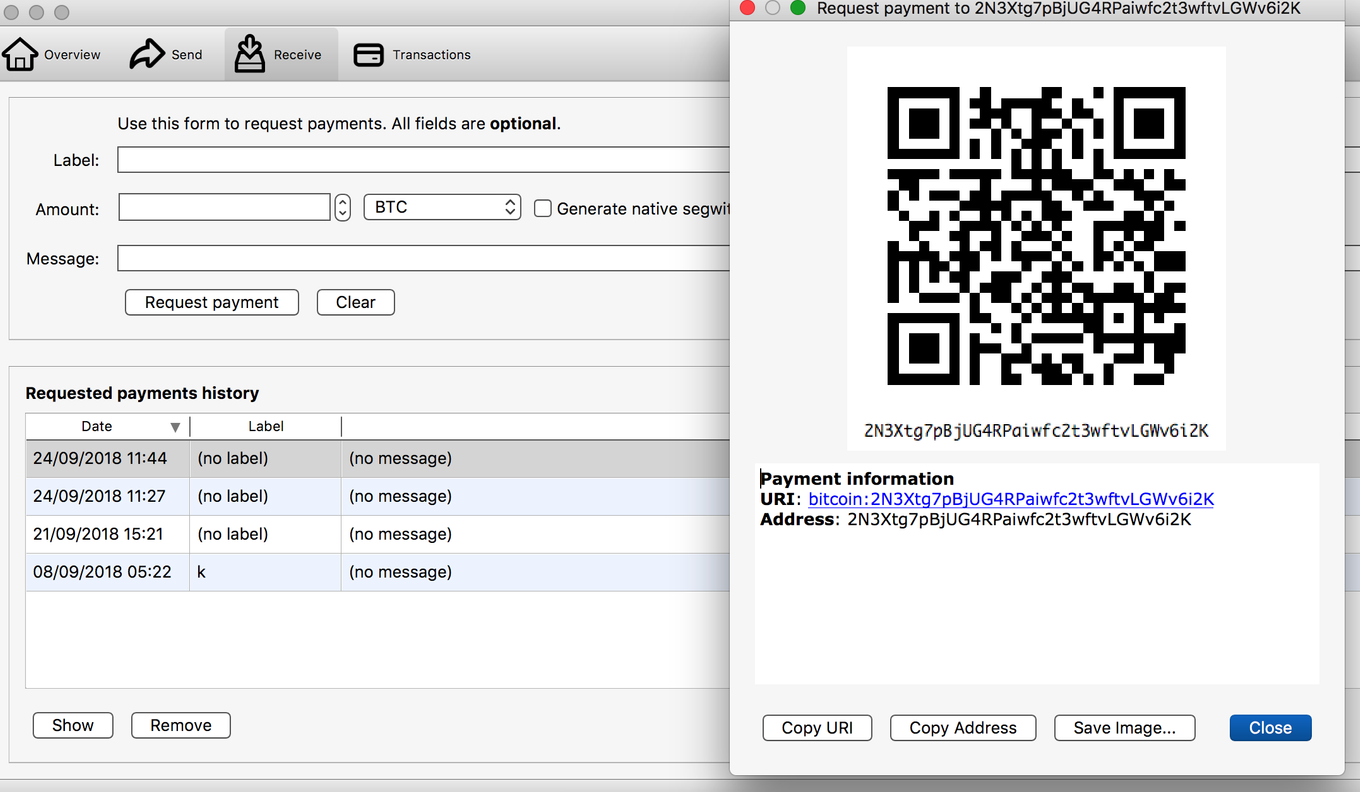 Overview Send Receive Transactions
Use this form to request payments. All fields are optional.
Label:
Amount: BTC Generate native segwit
Message:
Request payment Clear
Requested payments history
Date Label
24/09/2018 11:44 (no label) (no message)
24/09/2018 11:27 (no label) (no message)
21/09/2018 15:21 (no label) (no message)
08/09/2018 05:22 k (no message)
Show Remove
Request payment to 2N3Xtg7pBjUG4RPaiwfc2t3wftvLGWv6i2K
2N3Xtg7pBjUG4RPaiwfc2t3wftvLGWv6i2K
Payment information
URI: bitcoin:2N3Xtg7pBjUG4RPaiwfc2t3wftvLGWv6i2K
Address: 2N3Xtg7pBjUG4RPaiwfc2t3wftvLGWv6i2K
Copy URI Copy Address Save Image... Close